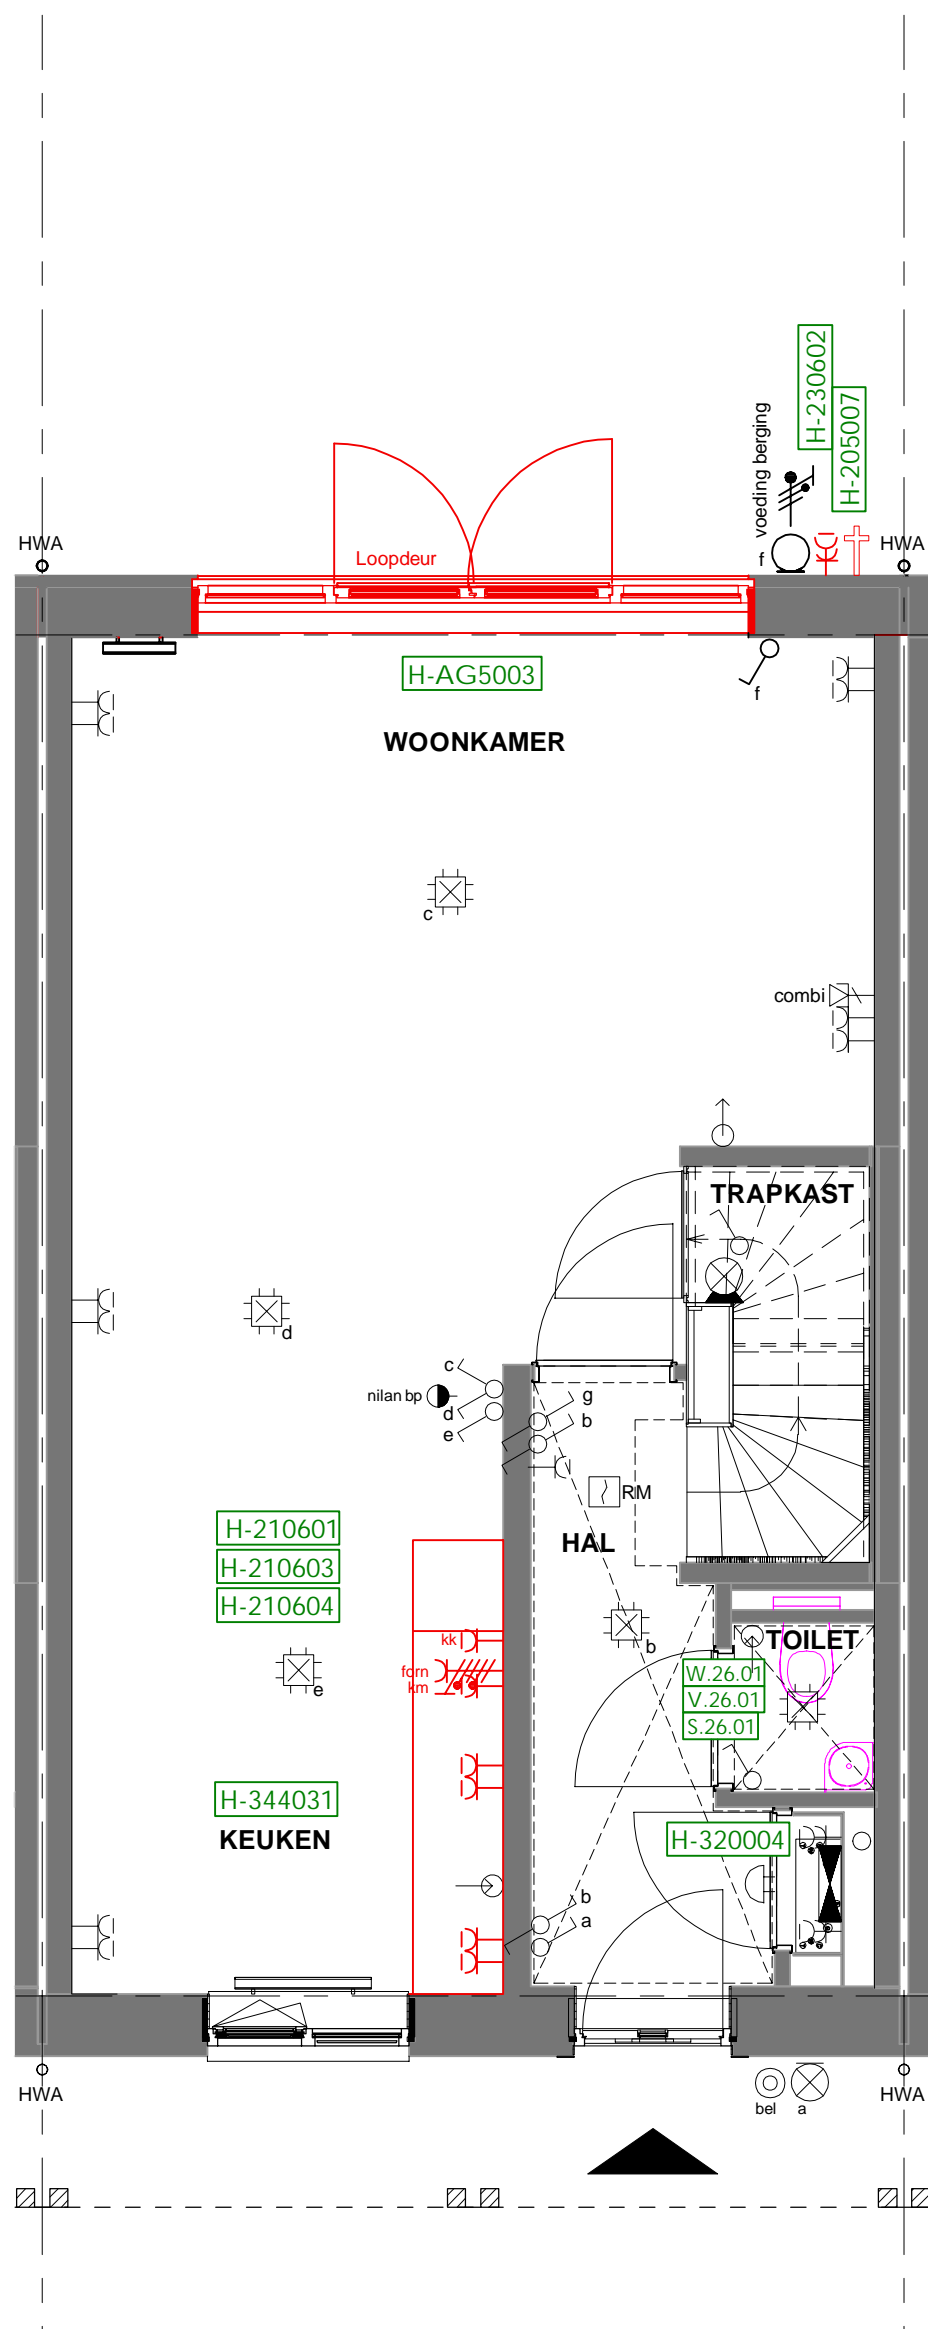 H-230602
H-205007
voeding berging
f
HWA
HWA
Loopdeur
H-AG5003
f
WOONKAMER
c
combi
TRAPKAST
d
c
nilan bp
d
e
g
b
RM
H-210601
H-210603
H-210604
HAL
kk
forn
km
e
b
TOILET
W.26.01
V.26.01
S.26.01
H-344031
KEUKEN
H-320004
b
a
HWA
bel
a
HWA